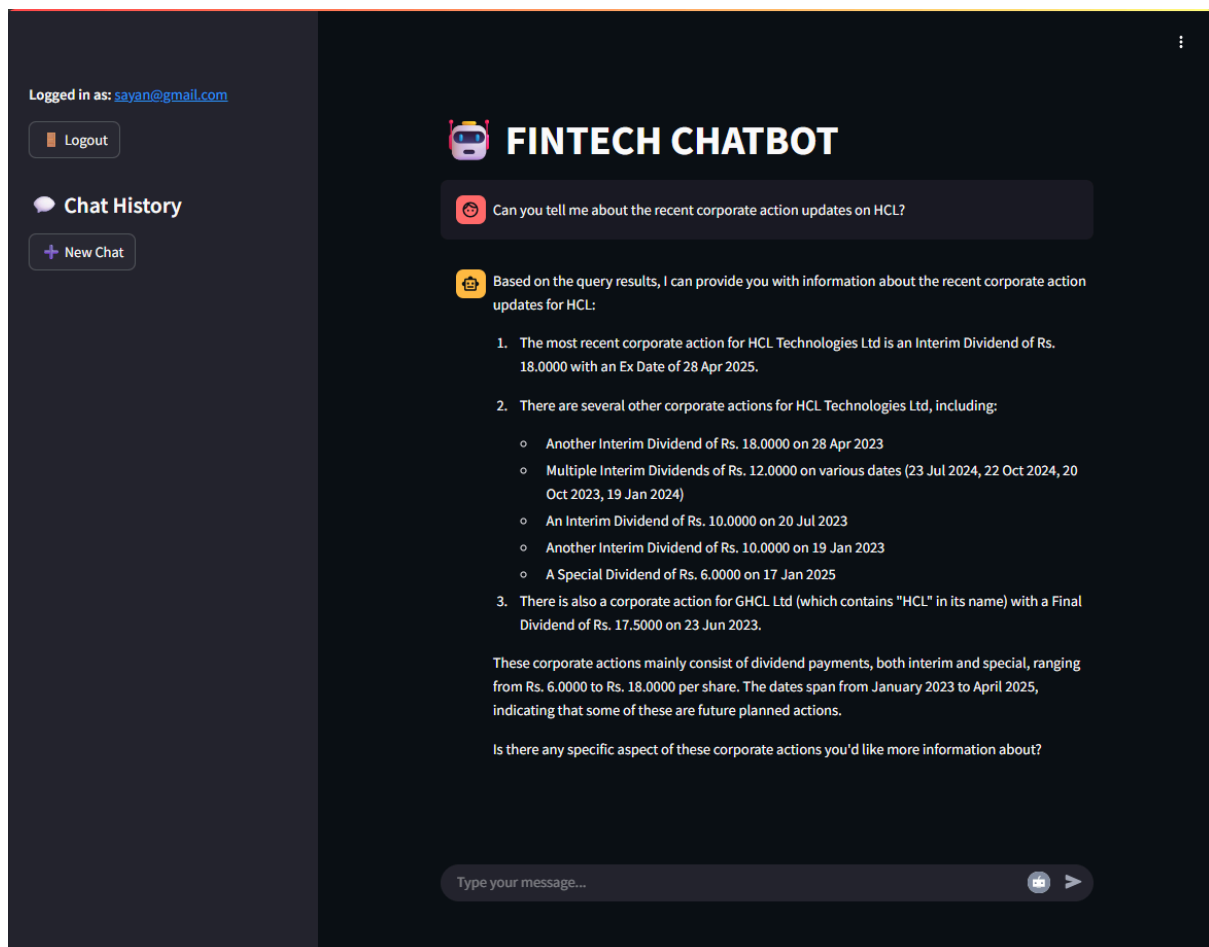 Logged in as: sayan@gmail.com
Logout
Chat History
New Chat
FINTECH CHATBOT
Can you tell me about the recent corporate action updates on HCL?
Based on the query results, I can provide you with information about the recent corporate action
updates for HCL:
1. The most recent corporate action for HCL Technologies Ltd is an Interim Dividend of Rs.
18.0000 with an Ex Date of 28 Apr 2025.
2. There are several other corporate actions for HCL Technologies Ltd, including:
Another Interim Dividend of Rs. 18.0000 on 28 Apr 2023
Multiple Interim Dividends of Rs. 12.0000 on various dates (23 Jul 2024, 22 Oct 2024, 20
Oct 2023, 19 Jan 2024)
An Interim Dividend of Rs. 10.0000 on 20 Jul 2023
Another Interim Dividend of Rs. 10.0000 on 19 Jan 2023
A Special Dividend of Rs. 6.0000 on 17 Jan 2025
3. There is also a corporate action for GHCL Ltd (which contains "HCL" in its name) with a Final
Dividend of Rs. 17.5000 on 23 Jun 2023.
These corporate actions mainly consist of dividend payments, both interim and special, ranging
from Rs. 6.0000 to Rs. 18.0000 per share. The dates span from January 2023 to April 2025,
indicating that some of these are future planned actions.
Is there any specific aspect of these corporate actions you'd like more information about?
Type your message...